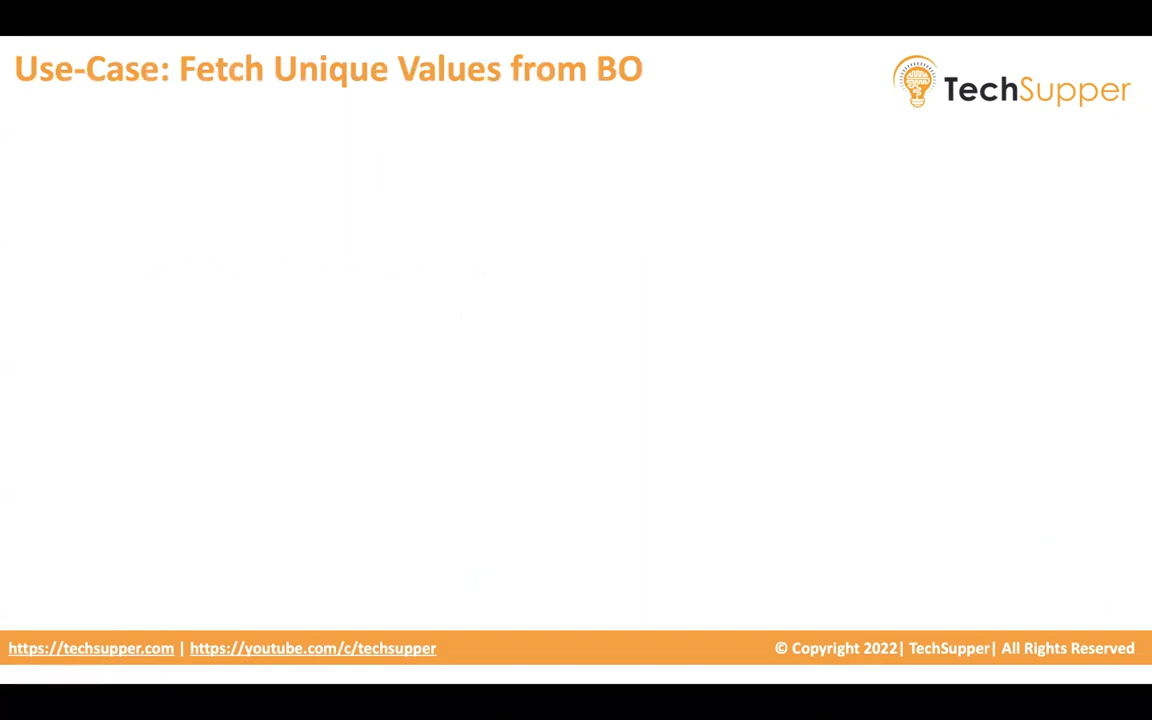 Use-Case: Fetch Unique Values from BO
TechSupper
https://techsupper.com | https://youtube.com/c/techsupper
© Copyright 2022| TechSupper| All Rights Reserved